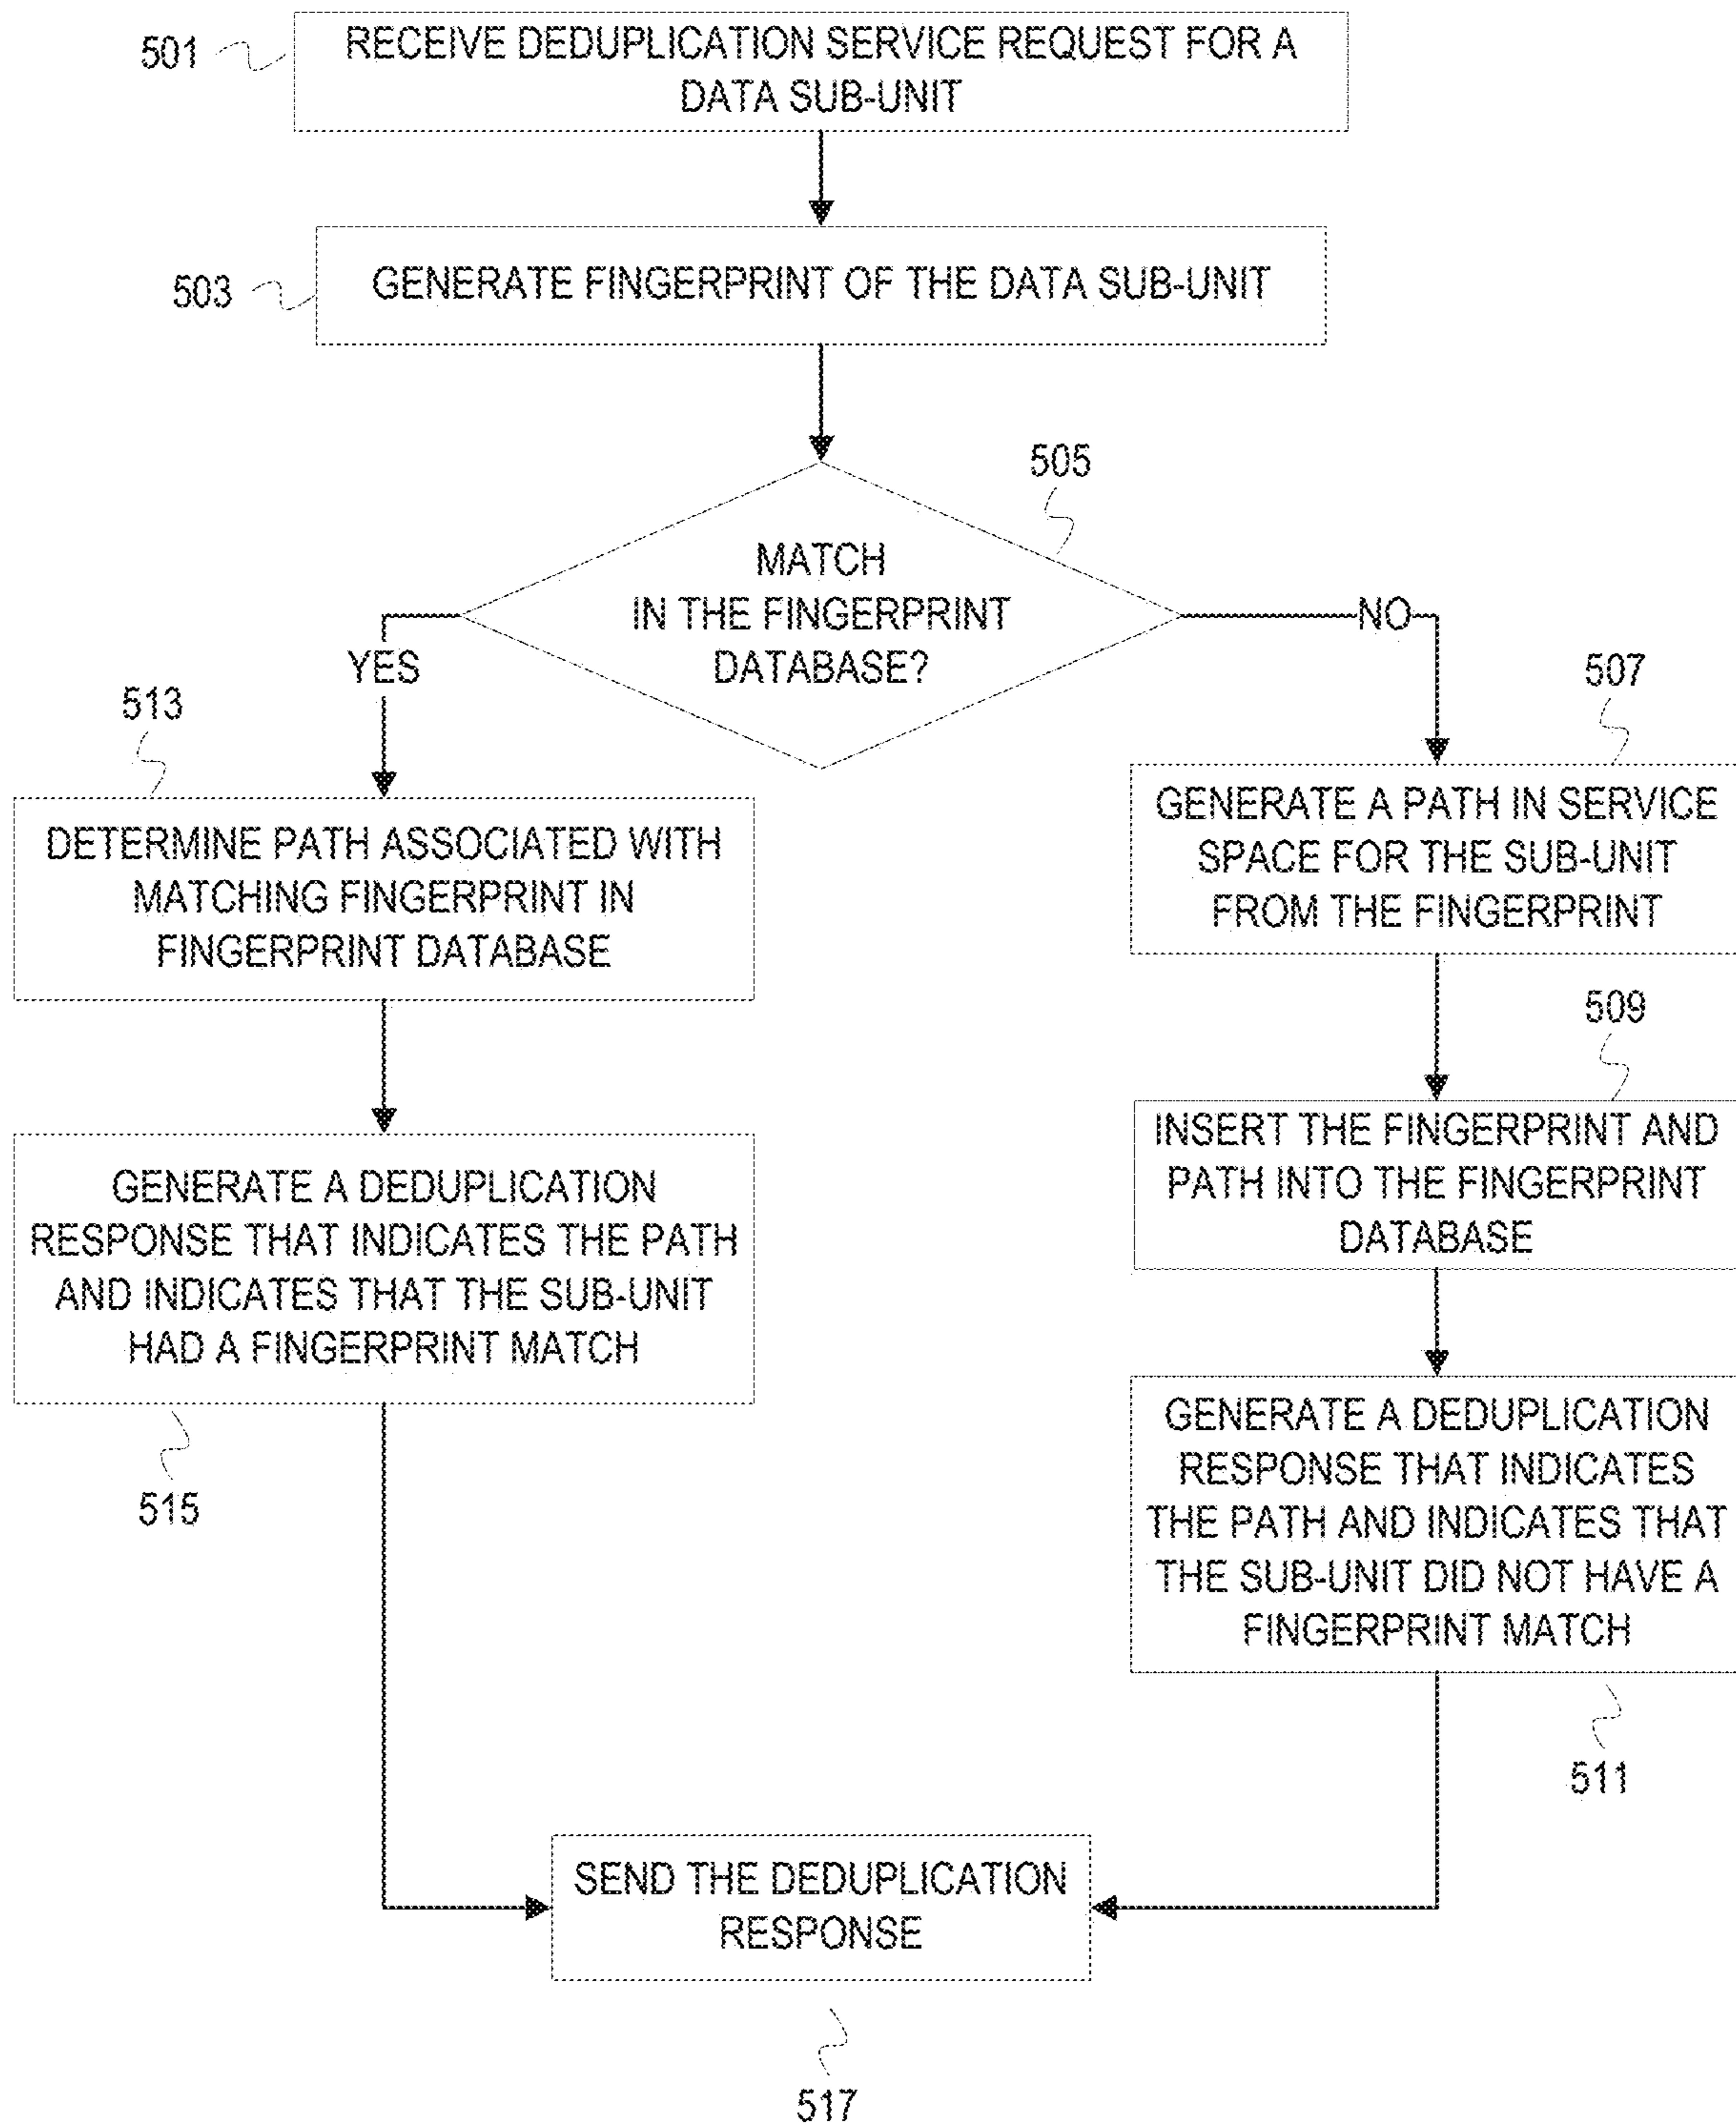 501
RECEIVE DEDUPLICATION SERVICE REQUEST FOR A
DATA SUB-UNIT
503
GENERATE FINGERPRINT OF THE DATA SUB-UNIT
505
MATCH
IN THE FINGERPRINT
DATABASE?
YES
NO
513
DETERMINE PATH ASSOCIATED WITH
MATCHING FINGERPRINT IN
FINGERPRINT DATABASE
507
GENERATE A PATH IN SERVICE
SPACE FOR THE SUB-UNIT
FROM THE FINGERPRINT
509
INSERT THE FINGERPRINT AND
PATH INTO THE FINGERPRINT
DATABASE
GENERATE A DEDUPLICATION
RESPONSE THAT INDICATES THE PATH
AND INDICATES THAT THE SUB-UNIT
HAD A FINGERPRINT MATCH
515
GENERATE A DEDUPLICATION
RESPONSE THAT INDICATES
THE PATH AND INDICATES THAT
THE SUB-UNIT DID NOT HAVE A
FINGERPRINT MATCH
511
SEND THE DEDUPLICATION
RESPONSE
517